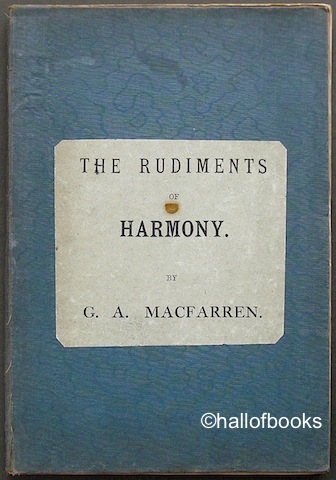 THE RUDIMENTS
OF
HARMONY.
BY
G. A. MACFARREN.
©hallofbooks